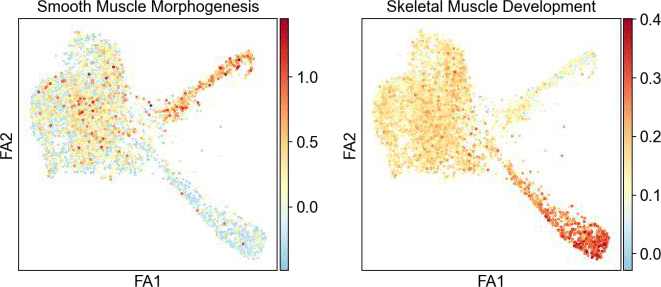 Smooth Muscle Morphogenesis
FA2
FA1
1.0
0.5
0.0
Skeletal Muscle Development
FA2
FA1
0.4
0.3
0.2
0.1
0.0